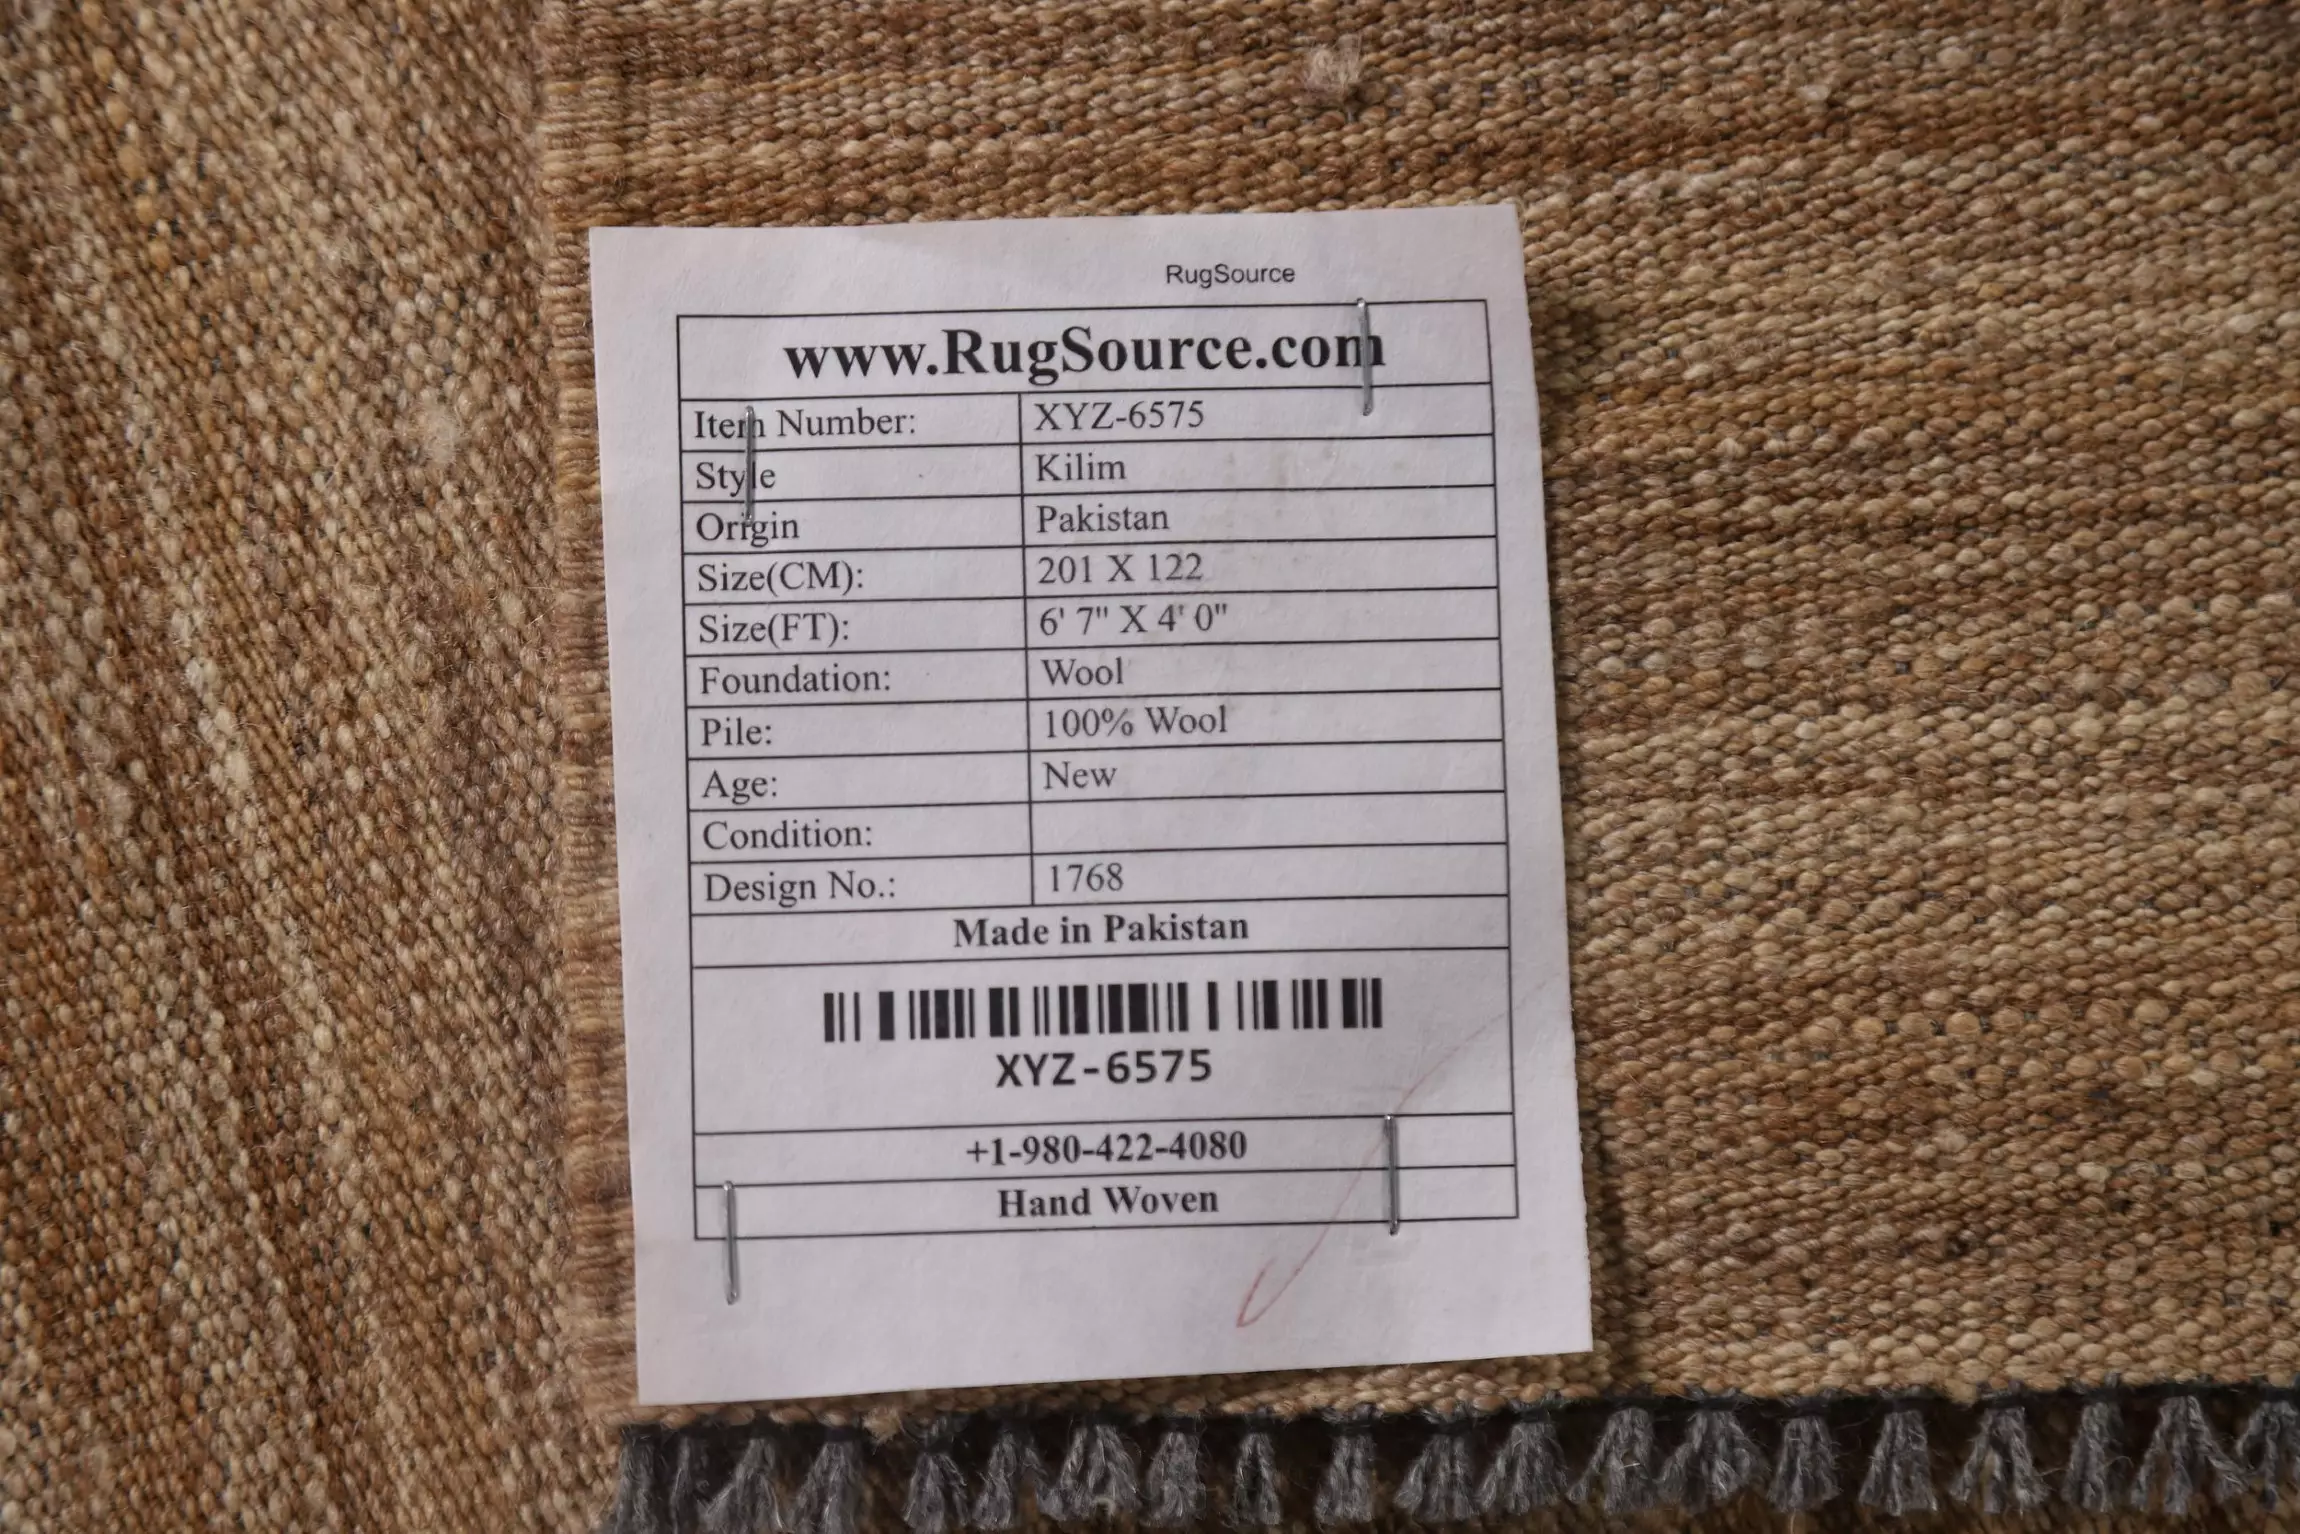 RugSource
www.RugSource.com
Item Number: XYZ-6575
Style Kilim
Origin Pakistan
Size(CM): 201 X 122
Size(FT): 6' 7" X 4' 0"
Foundation: Wool
Pile: 100% Wool
Age: New
Condition:
Design No.: 1768
Made in Pakistan
XYZ-6575
+1-980-422-4080
Hand Woven